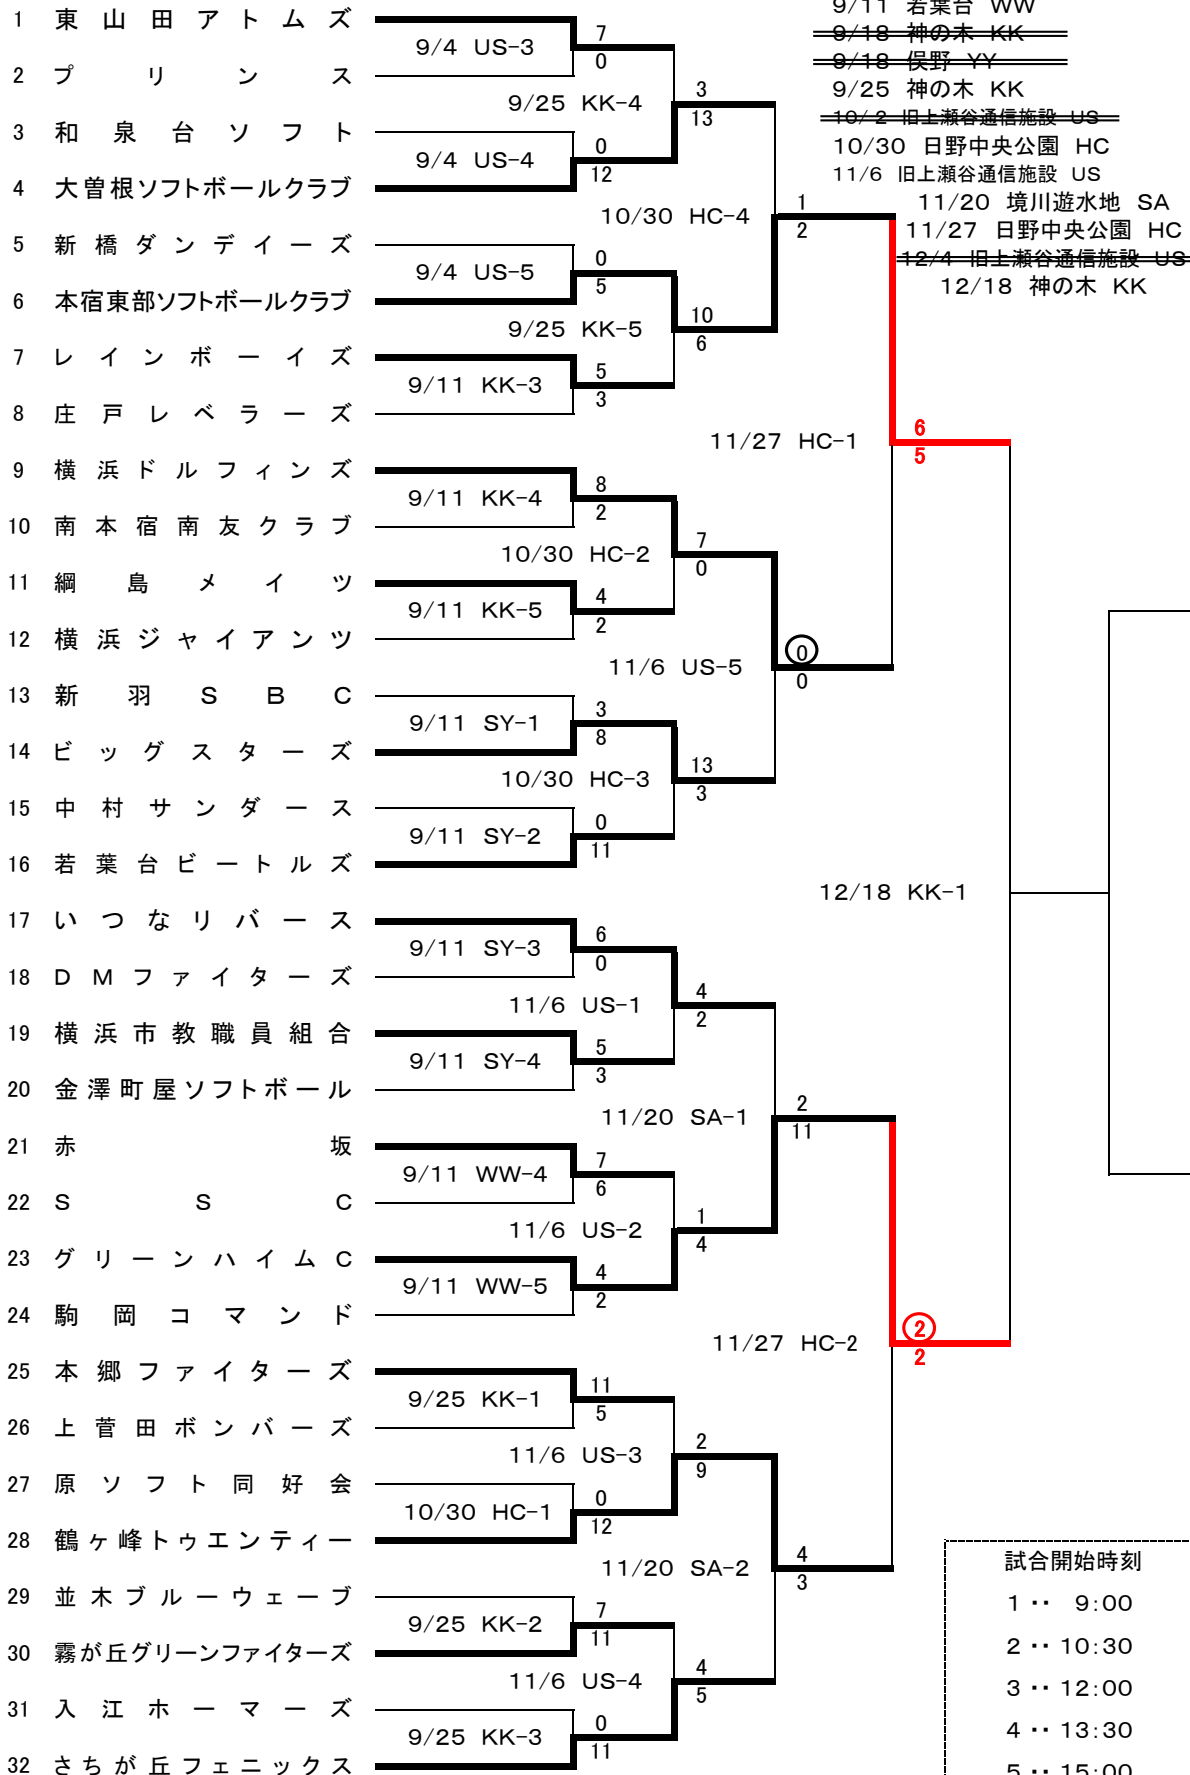 9/11 若葉台 WW
1 東山田アトムズ
9/18 神の木 KK
7
9/4 US-3
0
9/18 俣野 YY
2 プリンス
9/25 神の木 KK
3
9/25 KK-4
13
10/2 旧上瀬谷通信施設 US
3 和泉台ソフト
10/30 日野中央公園 HC
0
9/4 US-4
12
11/6 旧上瀬谷通信施設 US
4 大曽根ソフトボールクラブ
11/20 境川遊水地 SA
1
10/30 HC-4
2
11/27 日野中央公園 HC
5 新橋ダンデイーズ
12/4 旧上瀬谷通信施設 US
0
9/4 US-5
5
12/18 神の木 KK
6 本宿東部ソフトボールクラブ
10
9/25 KK-5
6
7 レインボーイズ
5
9/11 KK-3
3
8 庄戸レベラーズ
6
11/27 HC-1
5
9 横浜ドルフィンズ
8
9/11 KK-4
2
10 南本宿南友クラブ
7
10/30 HC-2
0
11 綱島メイツ
4
9/11 KK-5
2
12 横浜ジャイアンツ
0
11/6 US-5
0
13 新羽SBC
3
9/11 SY-1
8
14 ビッグスターズ
13
10/30 HC-3
3
15 中村サンダース
0
9/11 SY-2
11
16 若葉台ビートルズ
12/18 KK-1
17 いつなリバース
6
9/11 SY-3
0
18 DMファイターズ
4
11/6 US-1
2
19 横浜市教職員組合
5
9/11 SY-4
3
20 金澤町屋ソフトボール
2
11/20 SA-1
11
21 赤坂
7
9/11 WW-4
6
22 SSC
1
11/6 US-2
4
23 グリーンハイムC
4
9/11 WW-5
2
24 駒岡コマンド
2
11/27 HC-2
2
25 本郷ファイターズ
11
9/25 KK-1
5
26 上菅田ボンバーズ
2
11/6 US-3
9
27 原ソフト同好会
0
10/30 HC-1
12
28 鶴ヶ峰トゥエンティー
4
11/20 SA-2
3
29 並木ブルーウェーブ
7
9/25 KK-2
11
30 霧が丘グリーンファイターズ
4
11/6 US-4
5
31 入江ホーマーズ
0
9/25 KK-3
11
32 さちが丘フェニックス
試合開始時刻
1 ‥ 9:00
2 ‥ 10:30
3 ‥ 12:00
4 ‥ 13:30
5 ‥ 15:00